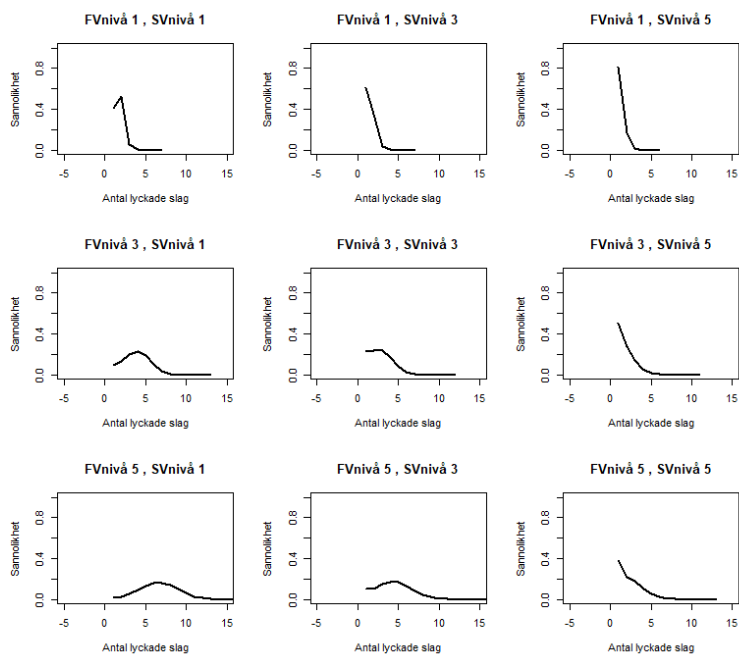 FVnivå 1 , SVnivå 1
Sannolikhet
0.0 0.4 0.8
-5 0 5 10 15
Antal lyckade slag
FVnivå 1 , SVnivå 3
Sannolikhet
0.0 0.4 0.8
-5 0 5 10 15
Antal lyckade slag
FVnivå 1 , SVnivå 5
Sannolikhet
0.0 0.4 0.8
-5 0 5 10 15
Antal lyckade slag
FVnivå 3 , SVnivå 1
Sannolikhet
0.0 0.4 0.8
-5 0 5 10 15
Antal lyckade slag
FVnivå 3 , SVnivå 3
Sannolikhet
0.0 0.4 0.8
-5 0 5 10 15
Antal lyckade slag
FVnivå 3 , SVnivå 5
Sannolikhet
0.0 0.4 0.8
-5 0 5 10 15
Antal lyckade slag
FVnivå 5 , SVnivå 1
Sannolikhet
0.0 0.4 0.8
-5 0 5 10 15
Antal lyckade slag
FVnivå 5 , SVnivå 3
Sannolikhet
0.0 0.4 0.8
-5 0 5 10 15
Antal lyckade slag
FVnivå 5 , SVnivå 5
Sannolikhet
0.0 0.4 0.8
-5 0 5 10 15
Antal lyckade slag